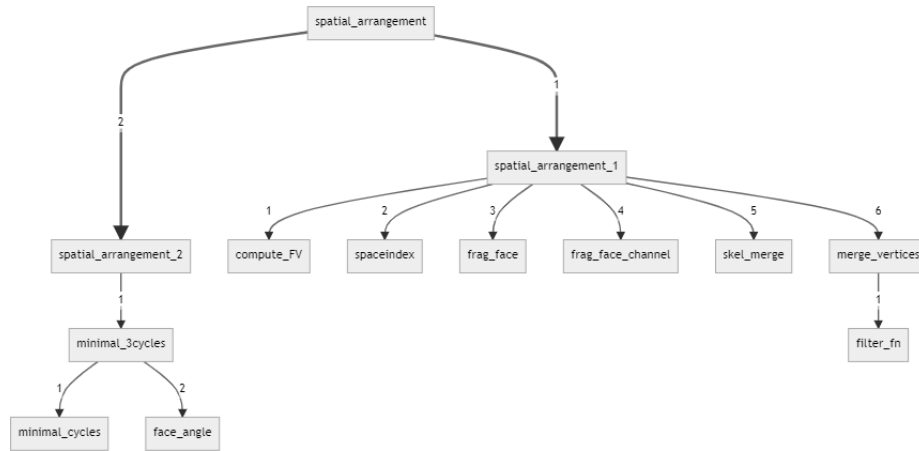 spatial_arrangement
2
1
spatial_arrangement_1
1
2
3
4
5
6
spatial_arrangement_2
compute_FV
spaceindex
frag_face
frag_face_channel
skel_merge
merge_vertices
1
1
minimal_3cycles
filter_fn
1
2
minimal_cycles
face_angle